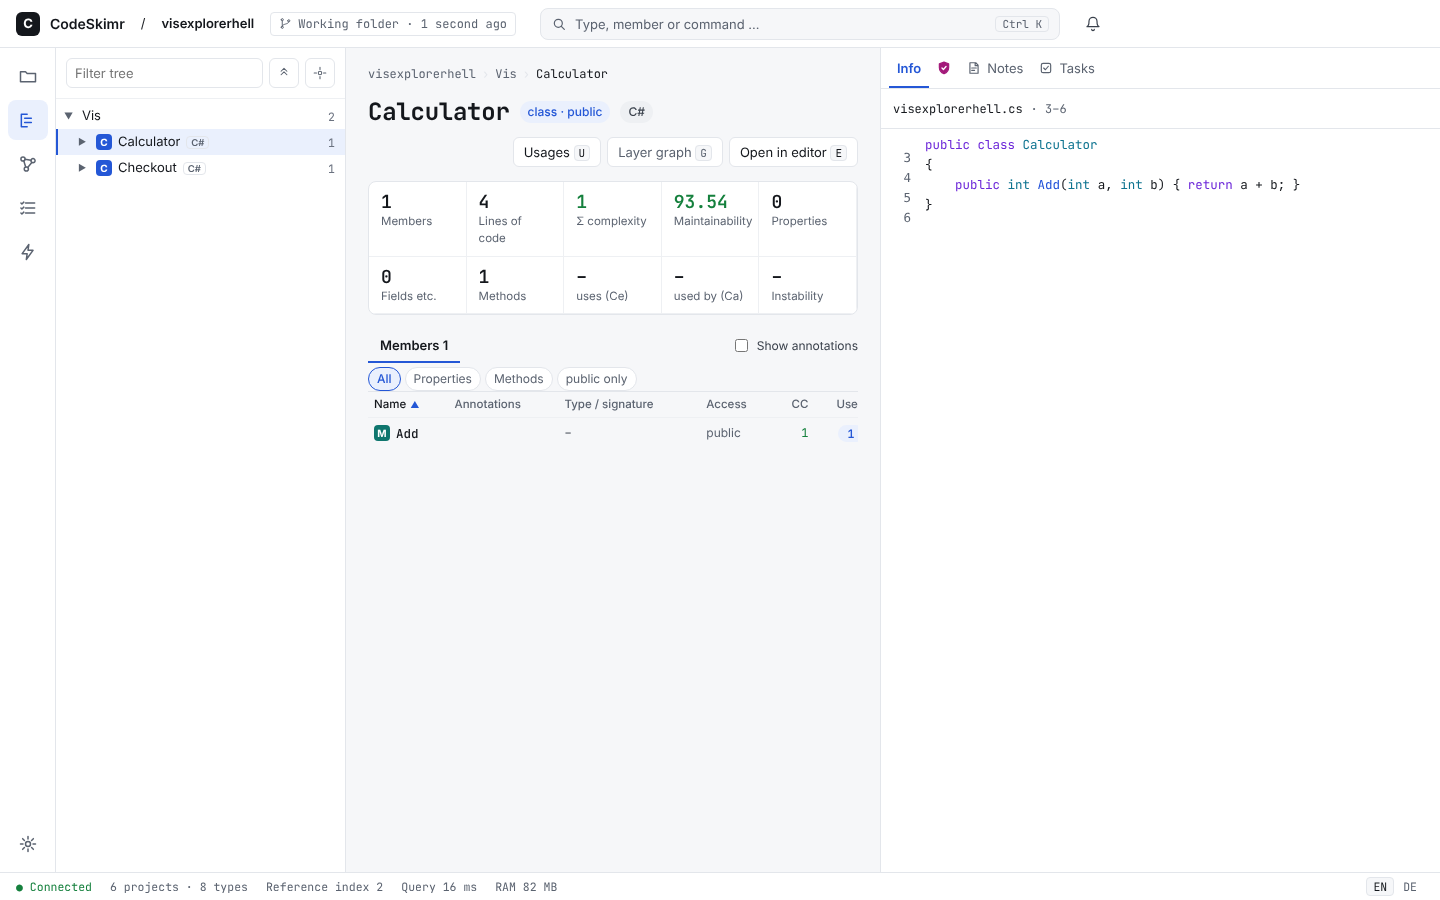 C CodeSkimr / visexplorerhell Working folder · 1 second ago Type, member or command ... Ctrl K
Filter tree
Vis 2
C Calculator C# 1
C Checkout C# 1
visexplorerhell › Vis › Calculator
Calculator class · public C#
Usages U Layer graph G Open in editor E
1 4 1 93.54 0
Members Lines of code Σ complexity Maintainability Properties
0 1 – – –
Fields etc. Methods uses (Ce) used by (Ca) Instability
Members 1 Show annotations
All Properties Methods public only
Name ▲ Annotations Type / signature Access CC Use
M Add – public 1 1
Info Notes Tasks
visexplorerhell.cs · 3–6
3 public class Calculator
4 {
5 public int Add(int a, int b) { return a + b; }
6 }
● Connected 6 projects · 8 types Reference index 2 Query 16 ms RAM 82 MB EN DE